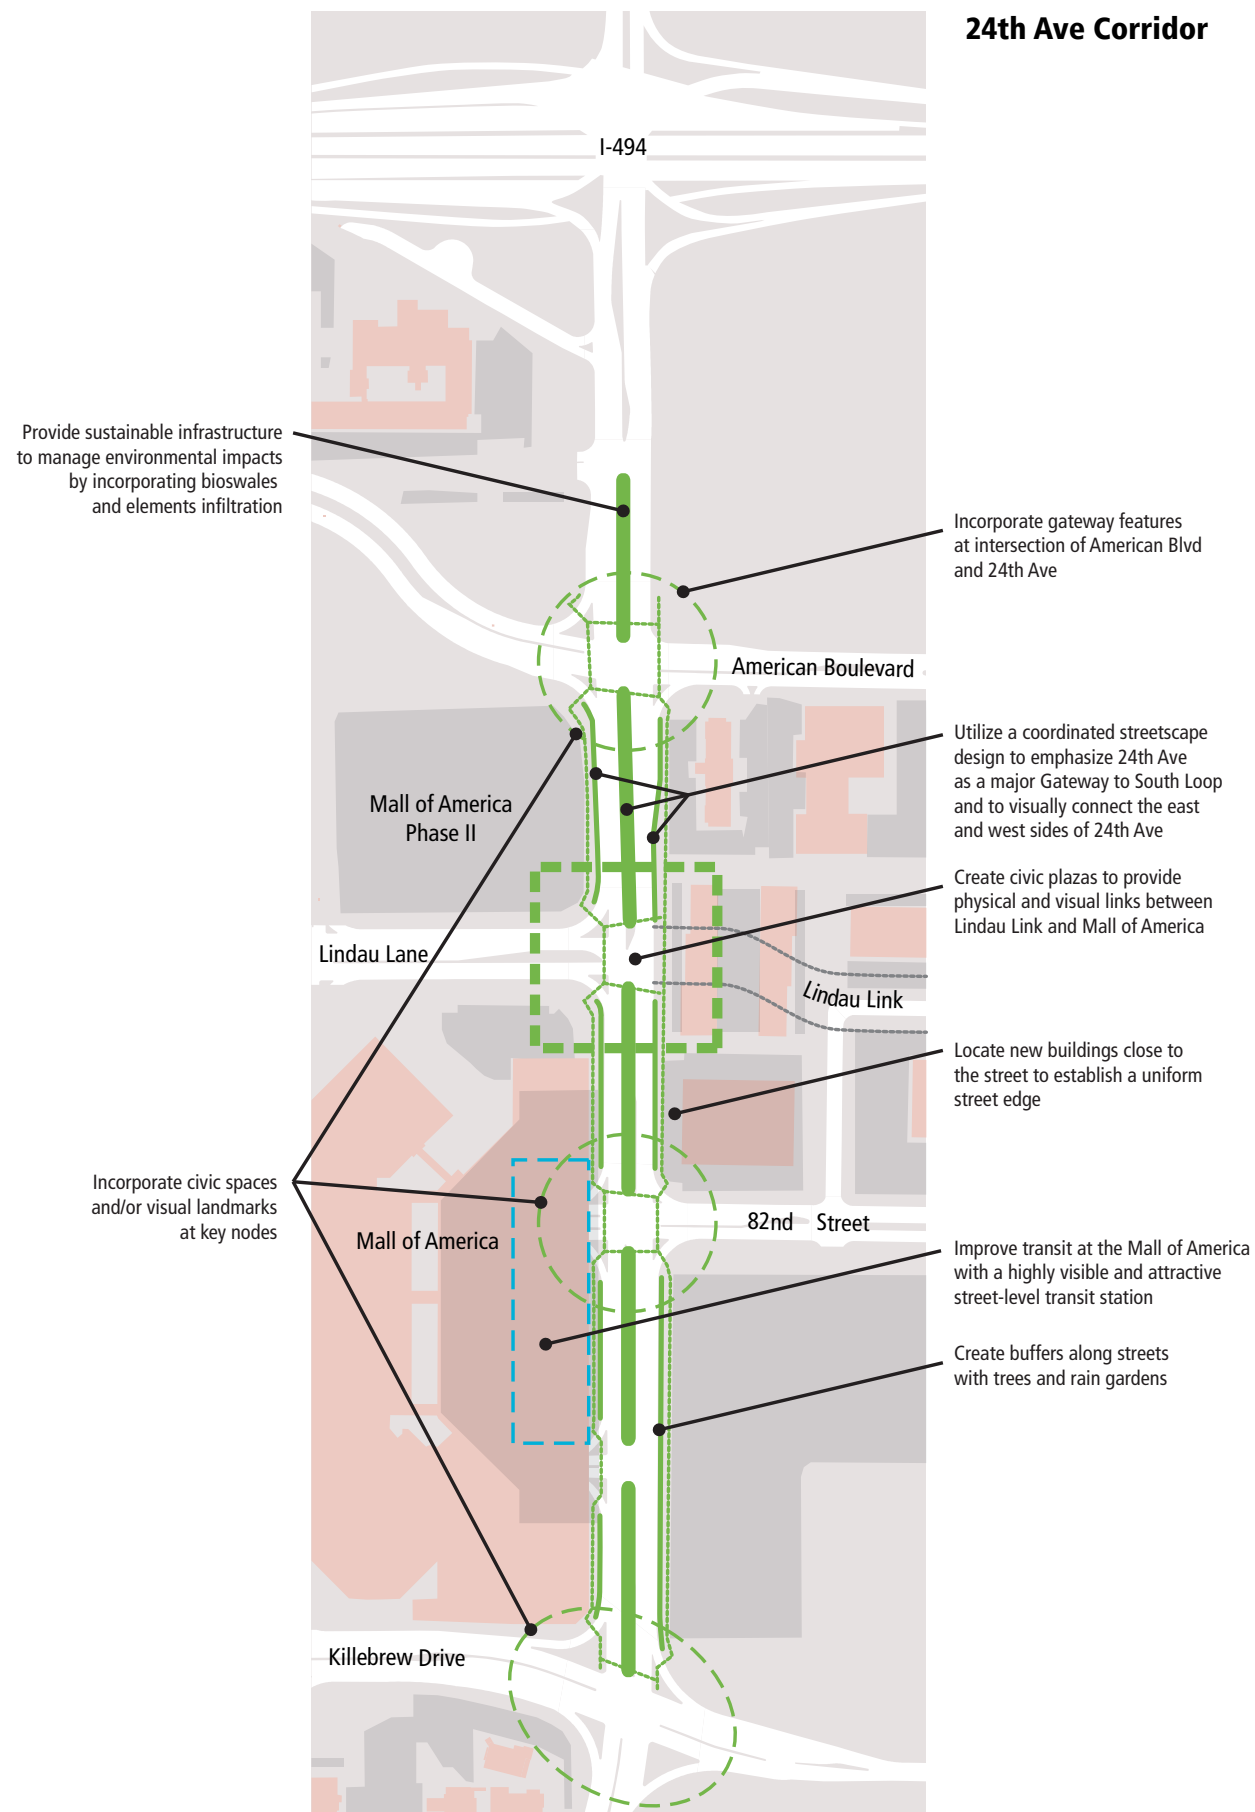 24th Ave Corridor
I-494
Provide sustainable infrastructure
to manage environmental impacts
by incorporating bioswales
and elements infiltration
Incorporate gateway features
at intersection of American Blvd
and 24th Ave
American Boulevard
Utilize a coordinated streetscape
design to emphasize 24th Ave
as a major Gateway to South Loop
and to visually connect the east
and west sides of 24th Ave
Mall of America
Phase II
Create civic plazas to provide
physical and visual links between
Lindau Link and Mall of America
Lindau Lane
Lindau Link
Locate new buildings close to
the street to establish a uniform
street edge
Incorporate civic spaces
and/or visual landmarks
at key nodes
Mall of America
82nd Street
Improve transit at the Mall of America
with a highly visible and attractive
street-level transit station
Create buffers along streets
with trees and rain gardens
Killebrew Drive